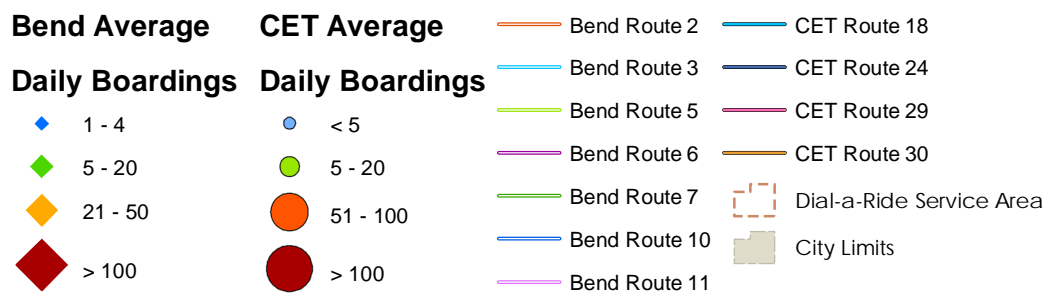 Bend Average
Daily Boardings
1 - 4
5 - 20
21 - 50
> 100
CET Average
Daily Boardings
< 5
5 - 20
51 - 100
> 100
Bend Route 2
Bend Route 3
Bend Route 5
Bend Route 6
Bend Route 7
Bend Route 10
Bend Route 11
CET Route 18
CET Route 24
CET Route 29
CET Route 30
Dial-a-Ride Service Area
City Limits